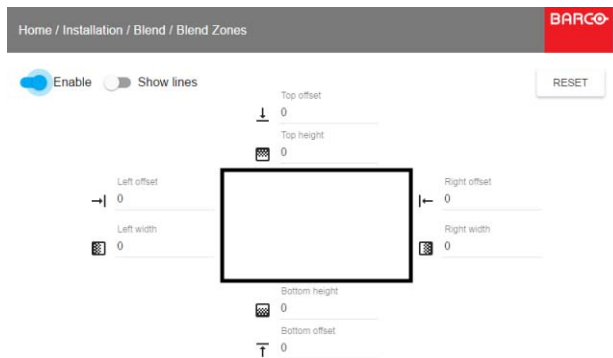 Home / Installation / Blend / Blend Zones
BARCO
Enable
Show lines
RESET
Top offset
0
Top height
0
Left offset
0
Right offset
0
Left width
0
Right width
0
Bottom height
0
Bottom offset
0